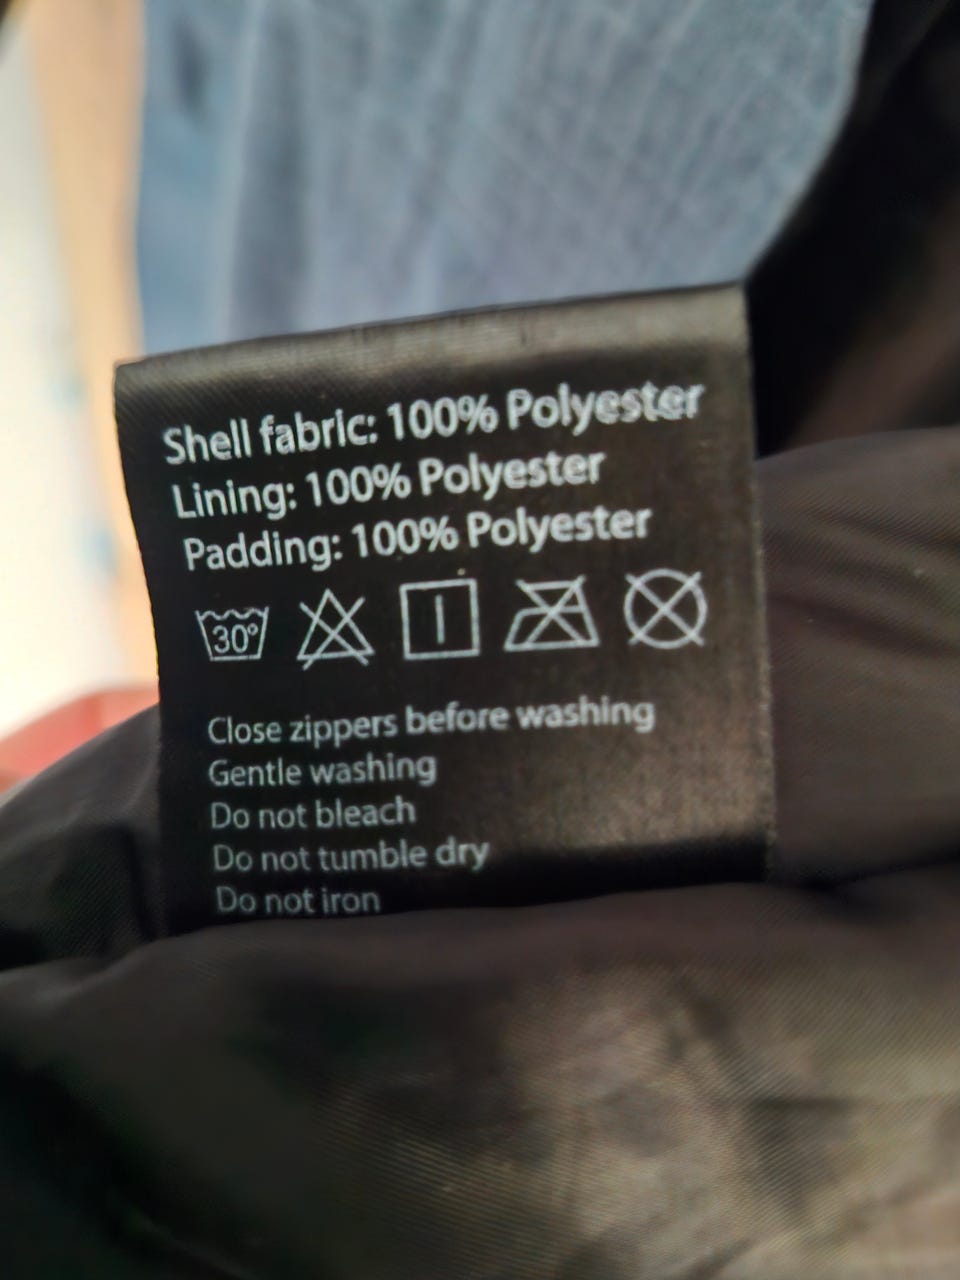 Shell fabric: 100% Polyester
Lining: 100% Polyester
Padding: 100% Polyester
30°
Close zippers before washing
Gentle washing
Do not bleach
Do not tumble dry
Do not iron